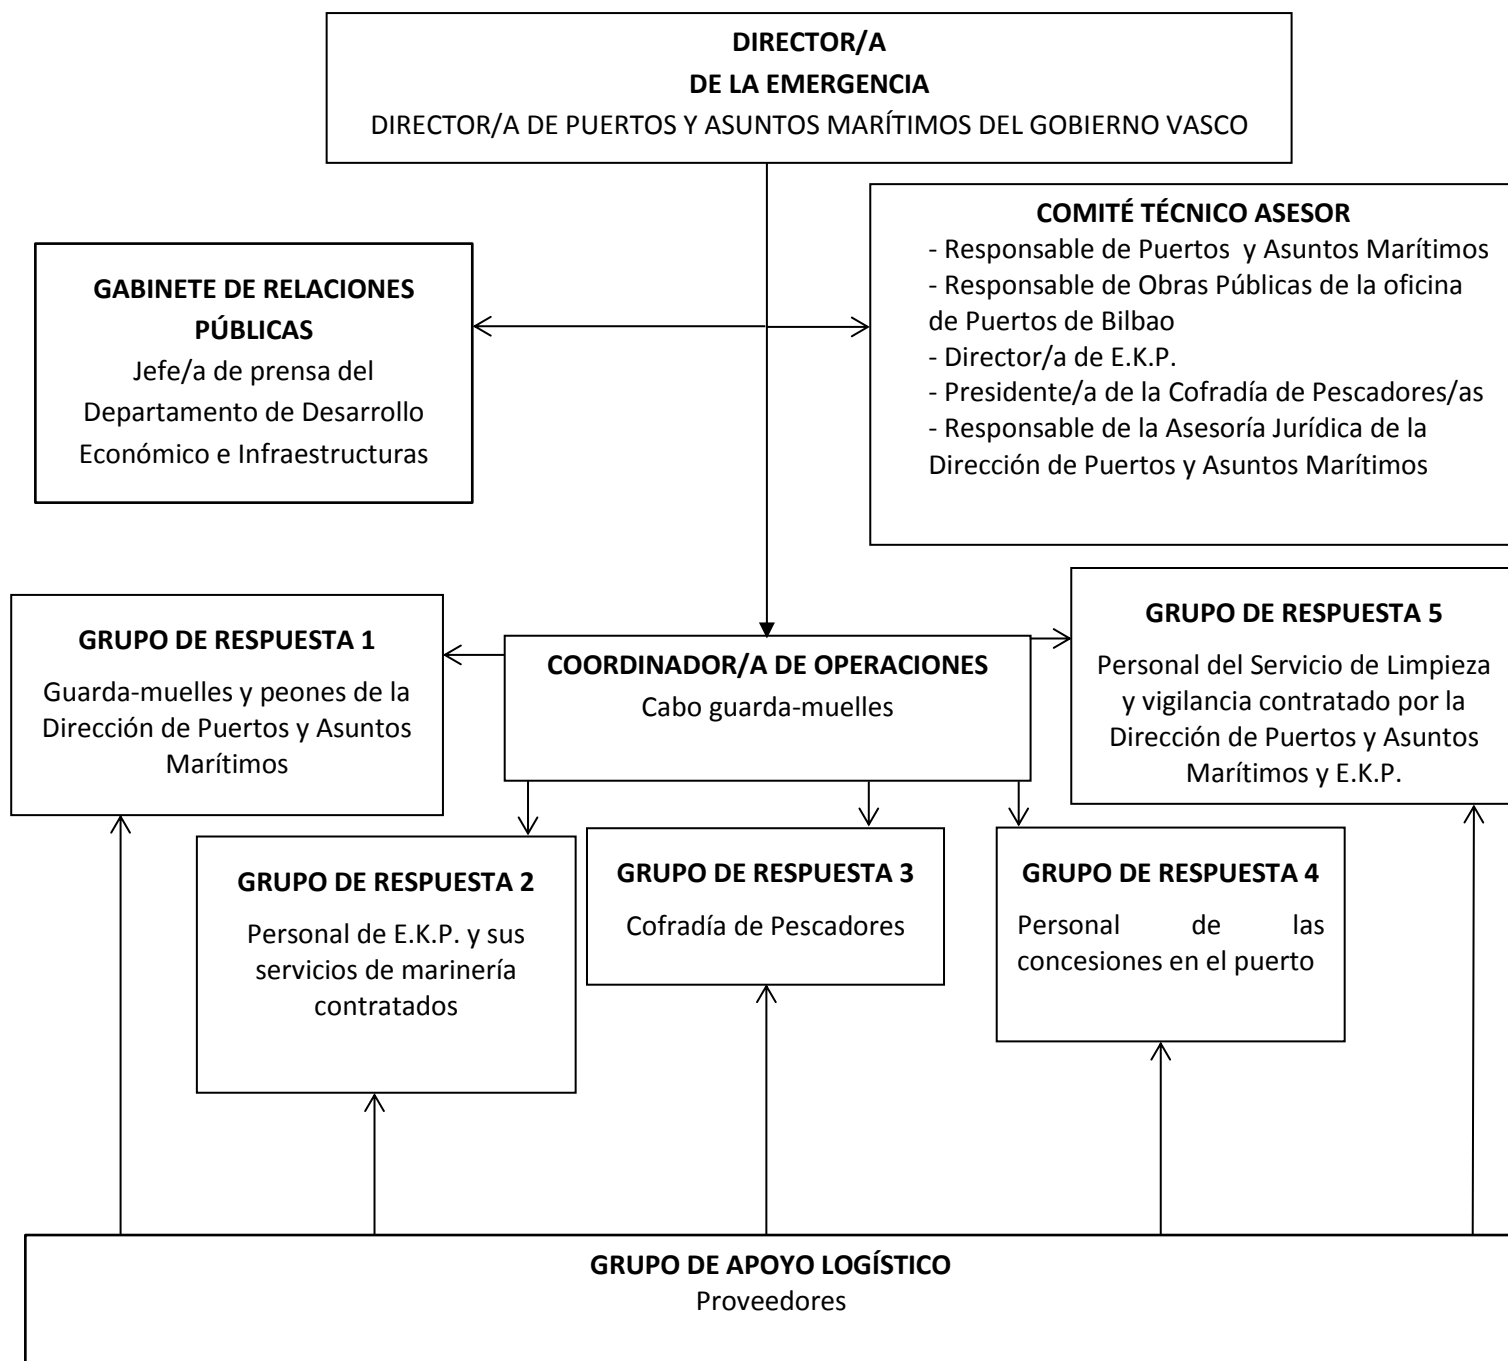 DIRECTOR/A
DE LA EMERGENCIA
DIRECTOR/A DE PUERTOS Y ASUNTOS MARÍTIMOS DEL GOBIERNO VASCO
COMITÉ TÉCNICO ASESOR
- Responsable de Puertos y Asuntos Marítimos
- Responsable de Obras Públicas de la oficina
de Puertos de Bilbao
- Director/a de E.K.P.
- Presidente/a de la Cofradía de Pescadores/as
- Responsable de la Asesoría Jurídica de la
Dirección de Puertos y Asuntos Marítimos
GABINETE DE RELACIONES
PÚBLICAS
Jefe/a de prensa del
Departamento de Desarrollo
Económico e Infraestructuras
GRUPO DE RESPUESTA 1
Guarda-muelles y peones de la
Dirección de Puertos y Asuntos
Marítimos
COORDINADOR/A DE OPERACIONES
Cabo guarda-muelles
GRUPO DE RESPUESTA 5
Personal del Servicio de Limpieza
y vigilancia contratado por la
Dirección de Puertos y Asuntos
Marítimos y E.K.P.
GRUPO DE RESPUESTA 2
Personal de E.K.P. y sus
servicios de marinería
contratados
GRUPO DE RESPUESTA 3
Cofradía de Pescadores
GRUPO DE RESPUESTA 4
Personal de las
concesiones en el puerto
GRUPO DE APOYO LOGÍSTICO
Proveedores